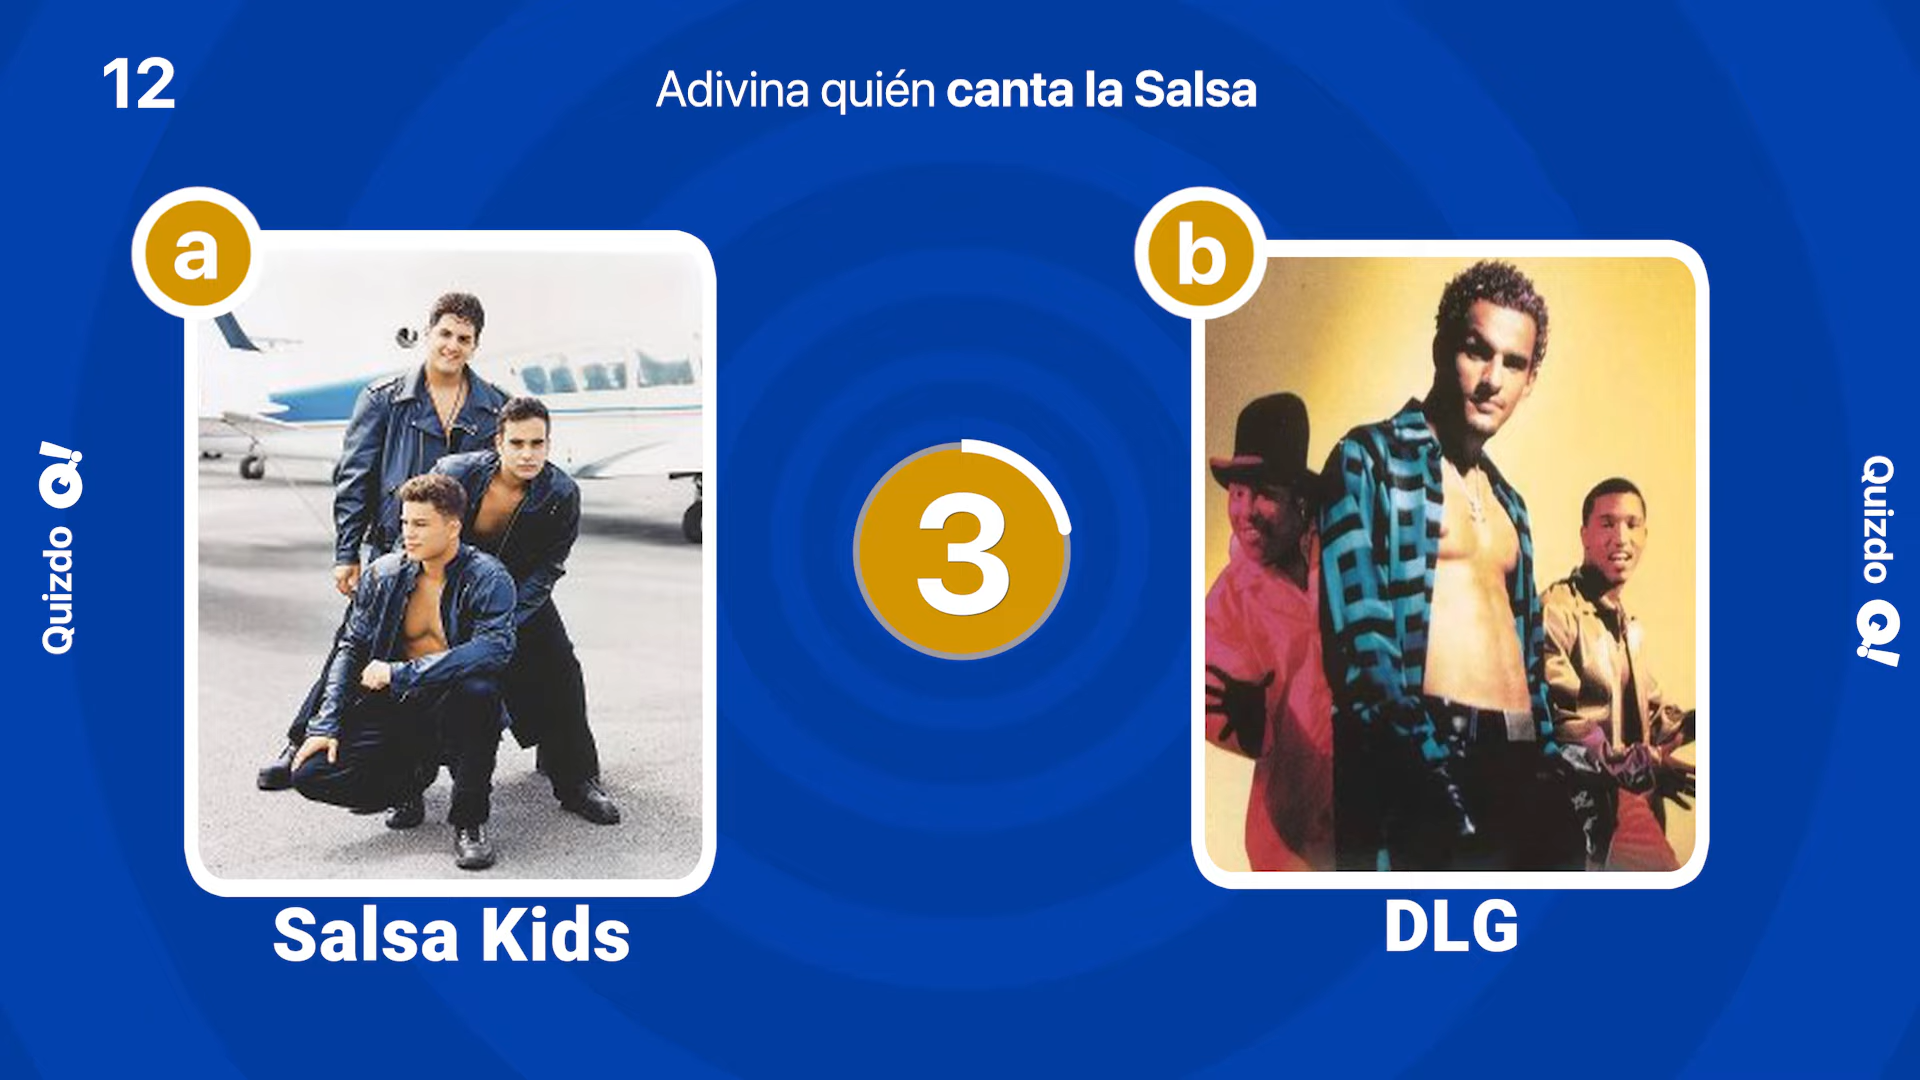 12
Adivina quién canta la Salsa
a
b
3
Quizdo Q!
Quizdo Q!
Salsa Kids
DLG